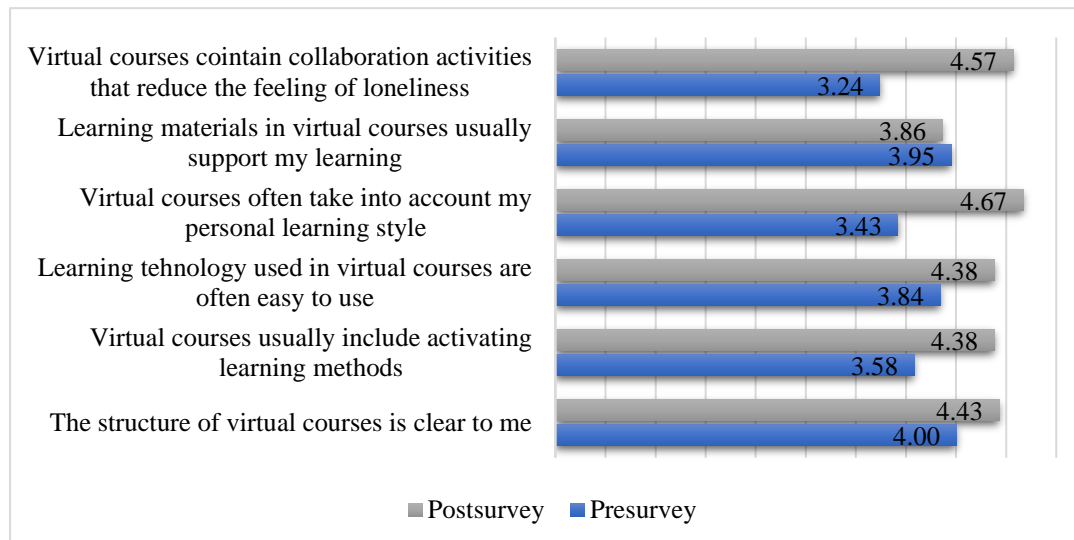 Virtual courses cointain collaboration activities
that reduce the feeling of loneliness
4.57
3.24
Learning materials in virtual courses usually
support my learning
3.86
3.95
Virtual courses often take into account my
personal learning style
4.67
3.43
Learning tehnology used in virtual courses are
often easy to use
4.38
3.84
Virtual courses usually include activating
learning methods
4.38
3.58
The structure of virtual courses is clear to me
4.43
4.00
Postsurvey Presurvey